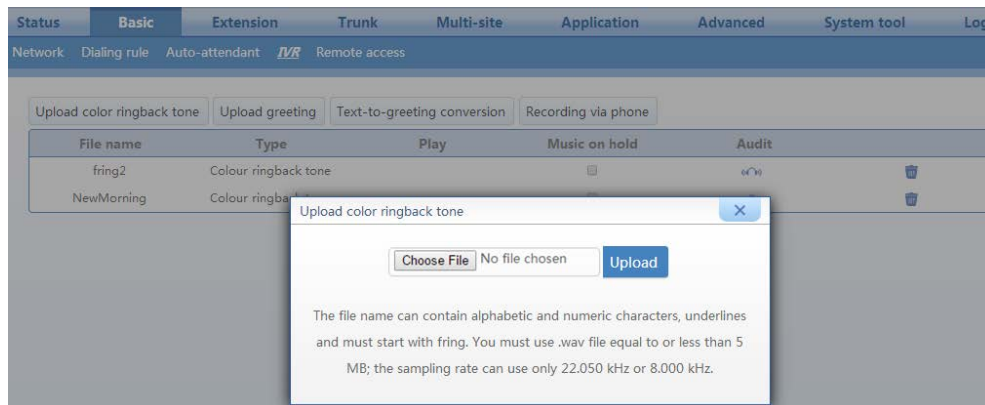 Status Basic Extension Trunk Multi-site Application Advanced System tool
Network Dialing rule Auto-attendant IVR Remote access
Upload color ringback tone Upload greeting Text-to-greeting conversion Recording via phone
File name Type Play Music on hold Audit
fring2 Colour ringback tone
NewMorning Colour
Upload color ringback tone
Choose File No file chosen Upload
The file name can contain alphabetic and numeric characters, underlines
and must start with fring. You must use .wav file equal to or less than 5
MB; the sampling rate can use only 22.050 kHz or 8.000 kHz.